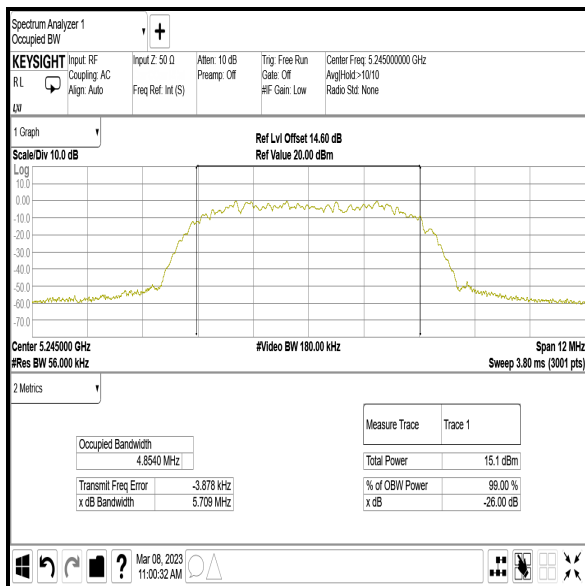 Spectrum Analyzer 1
Occupied BW
KEYSIGHT
RL
LXI
Input: RF
Coupling: AC
Align: Auto
Input Z: 50 Ω
Freq Ref: Int (S)
Atten: 10 dB
Preamp: Off
Trig: Free Run
Gate: Off
#IF Gain: Low
Center Freq: 5.245000000 GHz
Avg|Hold:>10/10
Radio Std: None
1 Graph
Scale/Div 10.0 dB
Ref Lvl Offset 14.60 dB
Ref Value 20.00 dBm
Log
10.0
0.00
-10.0
-20.0
-30.0
-40.0
-50.0
-60.0
-70.0
Center 5.245000 GHz
#Video BW 180.00 kHz
Span 12 MHz
#Res BW 56.000 kHz
Sweep 3.80 ms (3001 pts)
2 Metrics
Occupied Bandwidth
4.8540 MHz
Transmit Freq Error -3.878 kHz
x dB Bandwidth 5.709 MHz
Measure Trace Trace 1
Total Power 15.1 dBm
% of OBW Power 99.00 %
x dB -26.00 dB
?
Mar 08, 2023
11:00:32 AM